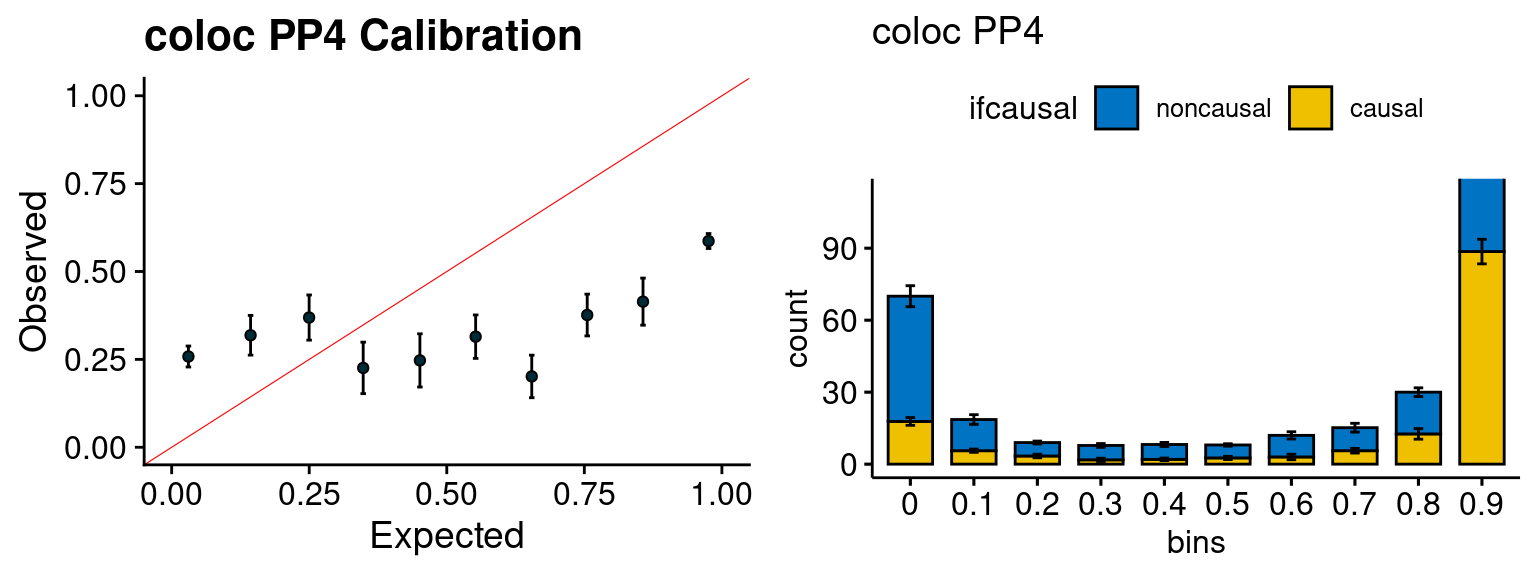 coloc PP4 Calibration
Observed
1.00
0.75
0.50
0.25
0.00
0.00 0.25 0.50 0.75 1.00
Expected
coloc PP4
ifcausal noncausal causal
count
90
60
30
0
0 0.1 0.2 0.3 0.4 0.5 0.6 0.7 0.8 0.9
bins